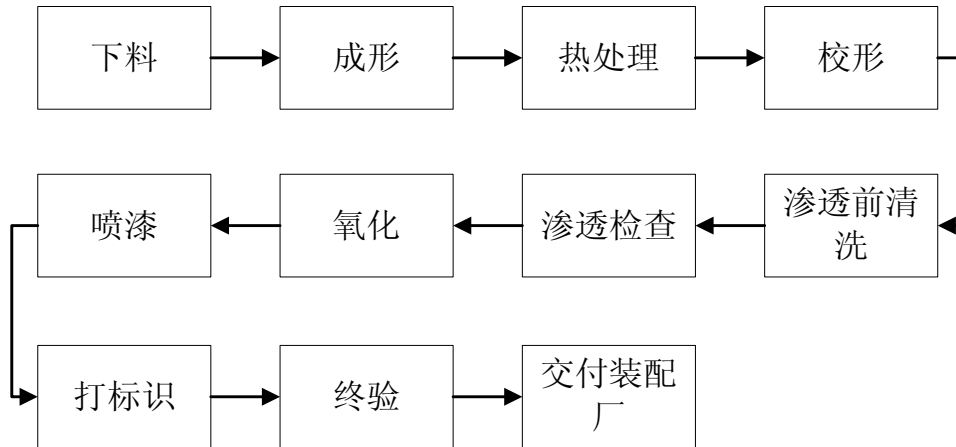 下料
成形
热处理
校形
渗透前清
洗
渗透检查
氧化
喷漆
打标识
终验
交付装配
厂